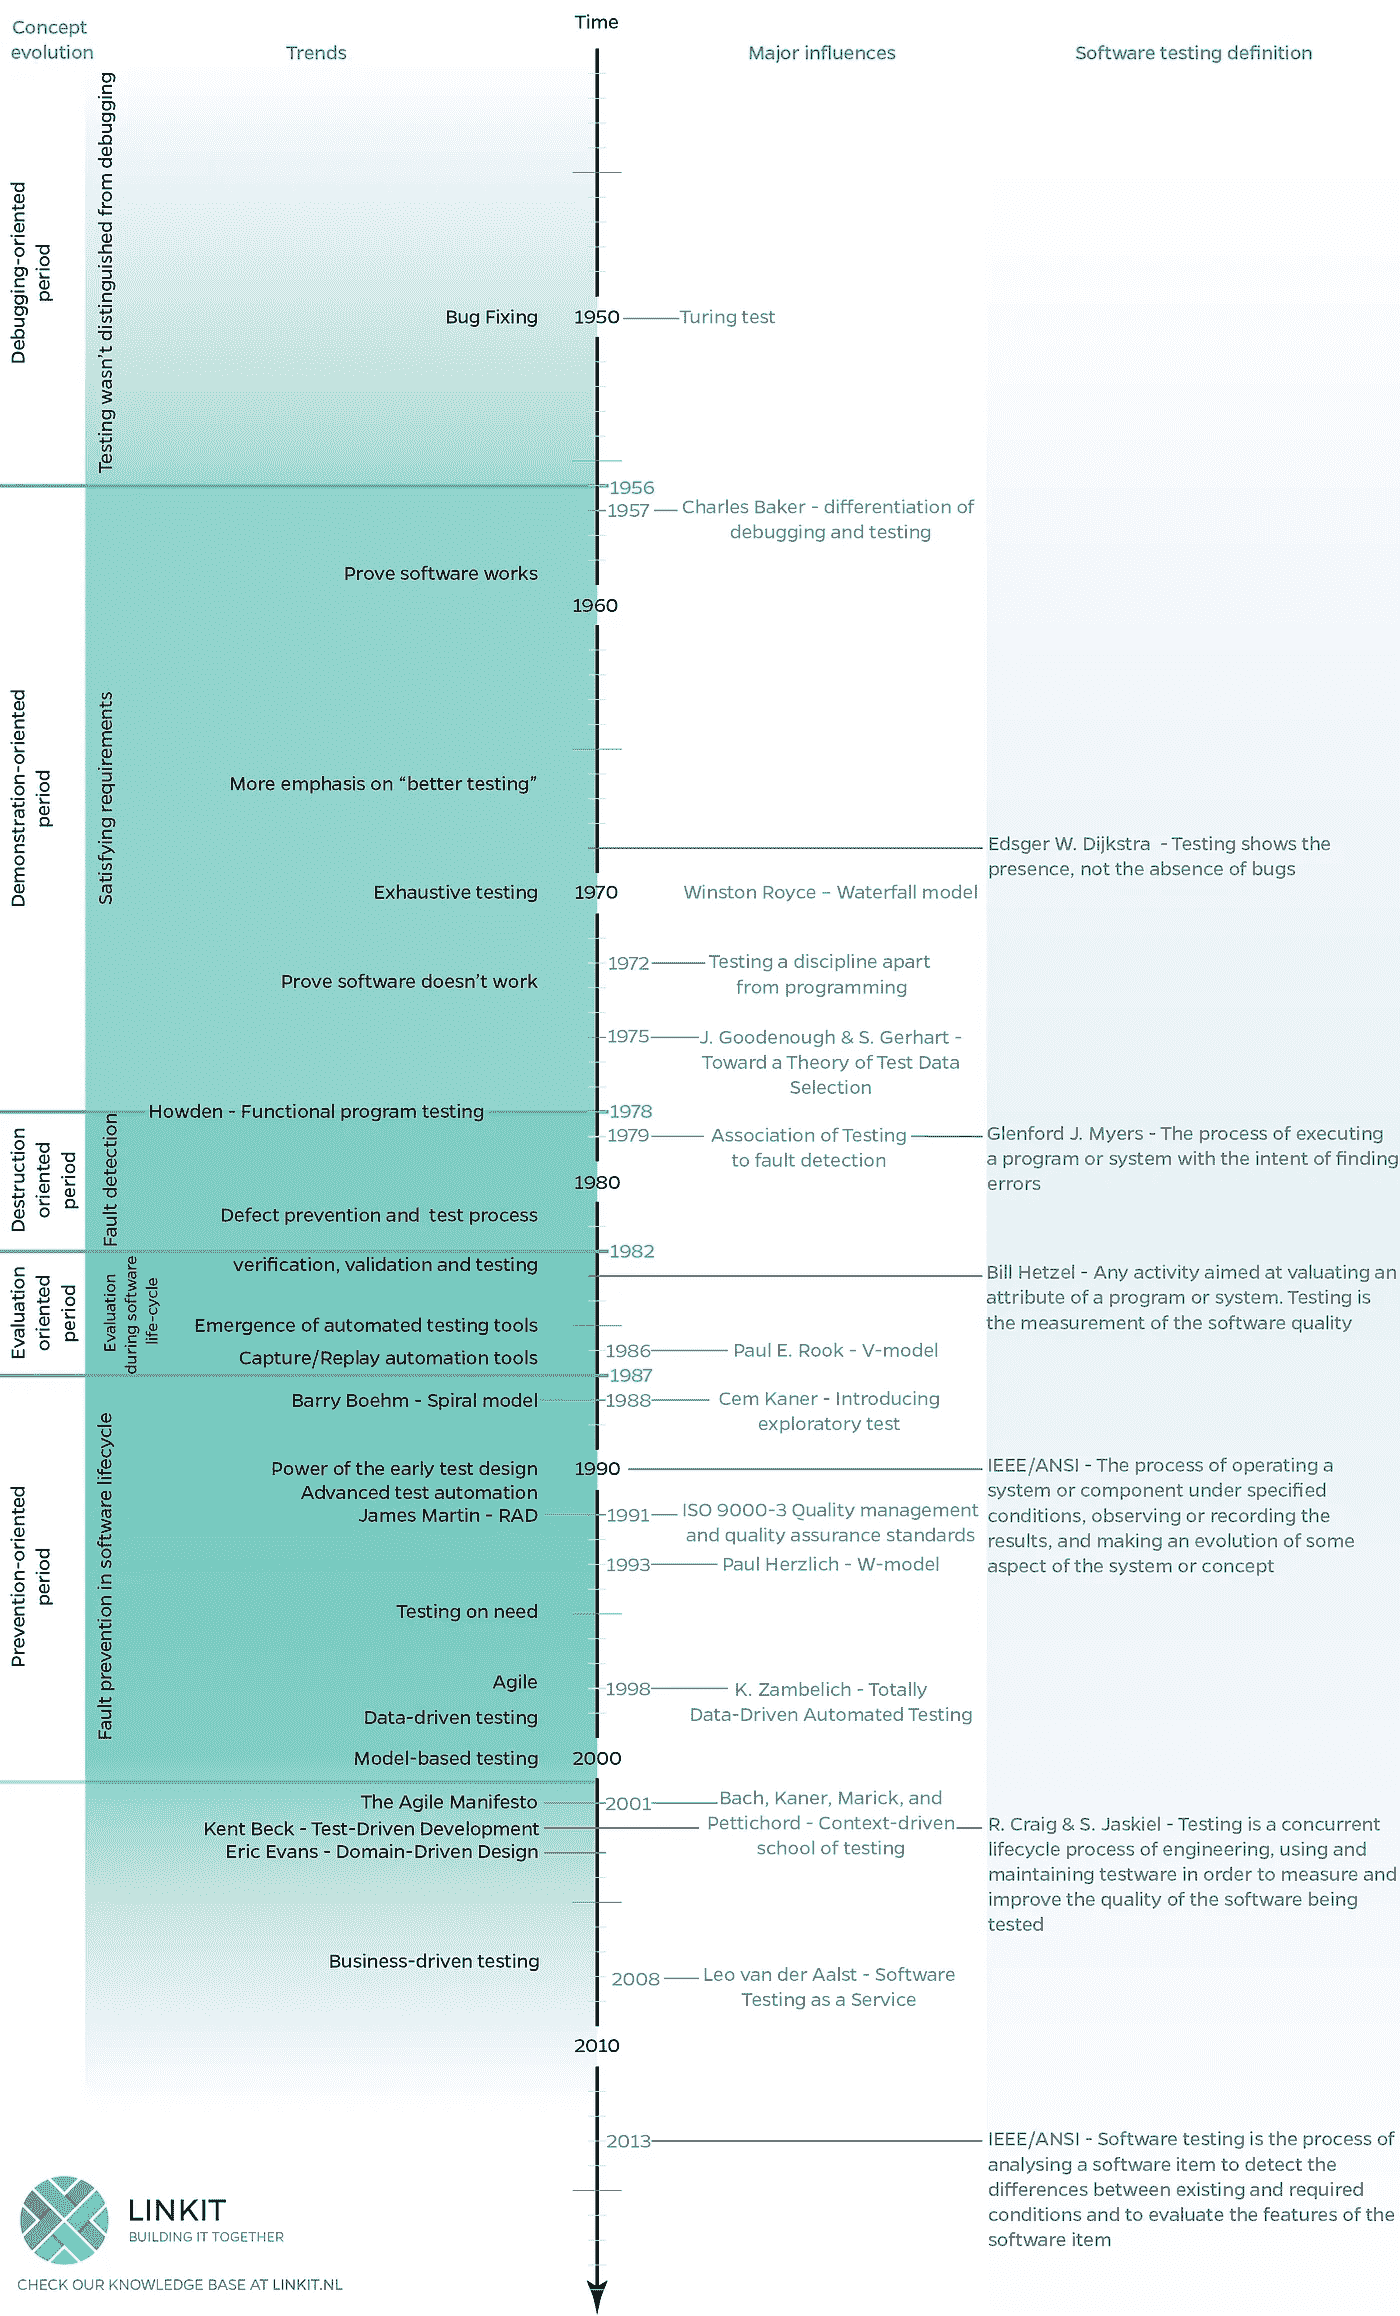 Time
Concept
evolution
Trends
Major influences
Software testing definition
Debugging-oriented
period
Testing wasn't distinguished from debugging
Bug Fixing
1950
Turing test
1956
1957
Charles Baker - differentiation of
debugging and testing
Demonstration-oriented
period
Satisfying requirements
Prove software works
1960
More emphasis on “better testing”
Edsger W. Dijkstra - Testing shows the
presence, not the absence of bugs
Exhaustive testing
1970
Winston Royce – Waterfall model
1972
Testing a discipline apart
from programming
Prove software doesn't work
1975
J. Goodenough & S. Gerhart -
Toward a Theory of Test Data
Selection
Howden - Functional program testing
1978
Destruction
oriented
period
Fault detection
1979
Association of Testing
to fault detection
Glenford J. Myers - The process of executing
a program or system with the intent of finding
errors
1980
Defect prevention and test process
1982
Evaluation
oriented
period
Evaluation
during software
life-cycle
verification, validation and testing
Bill Hetzel - Any activity aimed at valuating an
attribute of a program or system. Testing is
the measurement of the software quality
Emergence of automated testing tools
1986
Paul E. Rook - V-model
Capture/Replay automation tools
1987
Prevention-oriented
period
Fault prevention in software lifecycle
Barry Boehm - Spiral model
1988
Cem Kaner - Introducing
exploratory test
Power of the early test design
1990
IEEE/ANSI - The process of operating a
system or component under specified
conditions, observing or recording the
results, and making an evolution of some
aspect of the system or concept
Advanced test automation
James Martin - RAD
1991
ISO 9000-3 Quality management
and quality assurance standards
1993
Paul Herzlich - W-model
Testing on need
Agile
1998
K. Zambelich - Totally
Data-Driven Automated Testing
Data-driven testing
Model-based testing
2000
The Agile Manifesto
2001
Bach, Kaner, Marick, and
Pettichord - Context-driven
school of testing
Kent Beck - Test-Driven Development
Eric Evans - Domain-Driven Design
R. Craig & S. Jaskiel - Testing is a concurrent
lifecycle process of engineering, using and
maintaining testware in order to measure and
improve the quality of the software being
tested
Business-driven testing
2008
Leo van der Aalst - Software
Testing as a Service
2010
2013
IEEE/ANSI - Software testing is the process of
analysing a software item to detect the
differences between existing and required
conditions and to evaluate the features of the
software item
LINKIT
BUILDING IT TOGETHER
CHECK OUR KNOWLEDGE BASE AT LINKIT.NL